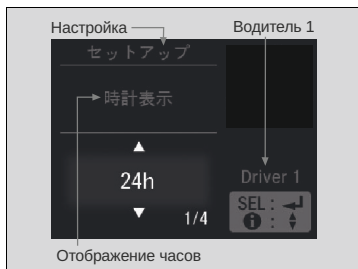 Настройка
Водитель 1
セットアップ
時計表示
24h
Driver 1
1/4
SEL :
i :
Отображение часов